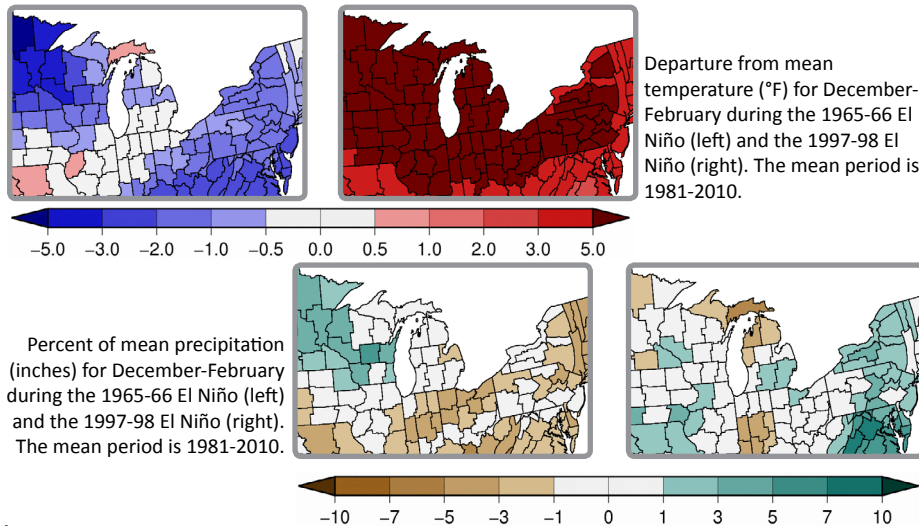 Departure from mean
temperature (°F) for December-
February during the 1965-66 El
Niño (left) and the 1997-98 El
Niño (right). The mean period is
1981-2010.
−5.0 −3.0 −2.0 −1.0 −0.5 0.0 0.5 1.0 2.0 3.0 5.0
Percent of mean precipitation
(inches) for December-February
during the 1965-66 El Niño (left)
and the 1997-98 El Niño (right).
The mean period is 1981-2010.
−10 −7 −5 −3 −1 0 1 3 5 7 10